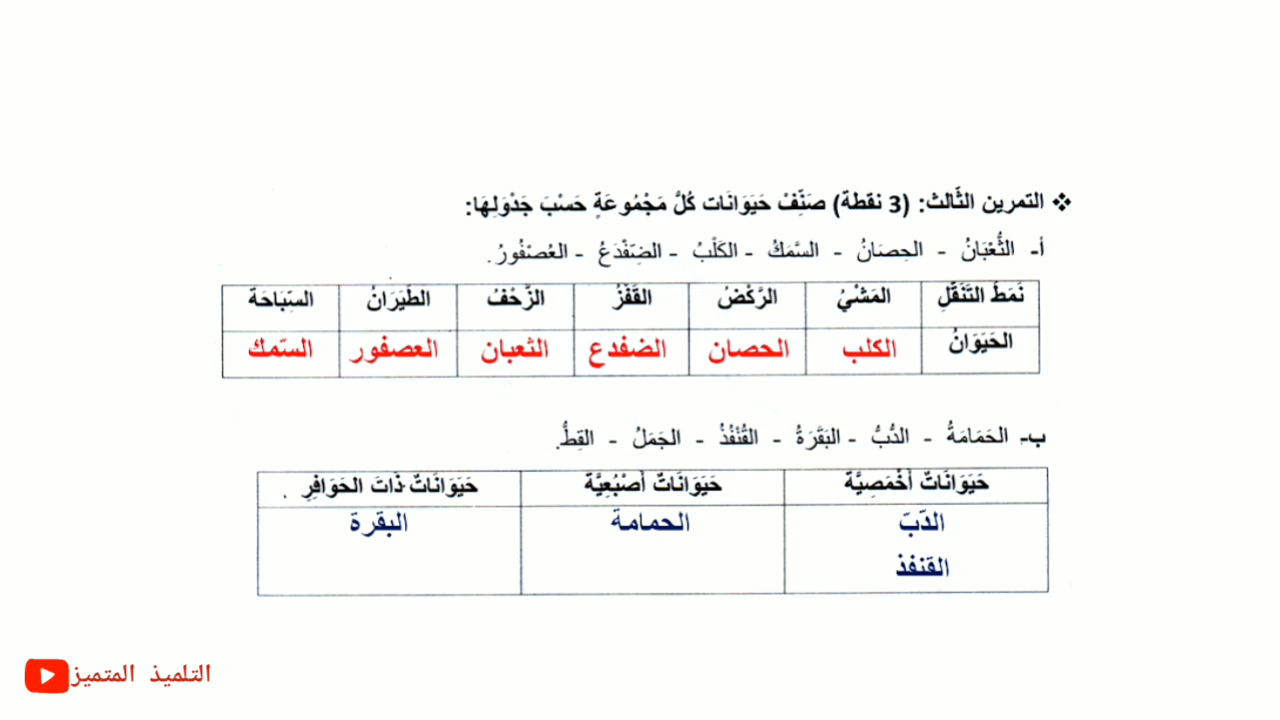 ❖ التمرين الثّالث: (3 نقطة) صَنِّفْ حَيَوَانَات كُلُّ مَجْمُوعَةٍ حَسْبَ جَدْوَلِهَا:
أ- الثُّعْبَانُ - الحِصَانُ - السَّمَكُ - الكَلْبُ - الضِّفْدَعُ - العُصْفُورُ.
نَمَطُ التَّنَقُّلِ المَشْيُ الرَّكْضُ القَفْزُ الزَّحْفُ الطَّيَرَانُ السِّبَاحَة
الحَيَوَانُ الكلب الحصان الضفدع الثعبان العصفور السّمك
ب- الحَمَامَةُ - الدُّبُّ - البَقَرَةُ - القُنْفُذُ - الجَمَلُ - القِطُّ.
حَيَوَانَاتٌ أَخْمَصِيَّة حَيَوَانَاتٌ أُصْبُعِيَّة حَيَوَانَاتٌ ذَاتَ الحَوَافِرِ
الدّبّ الحمامة البقرة
القنفذ
التلميذ المتميز